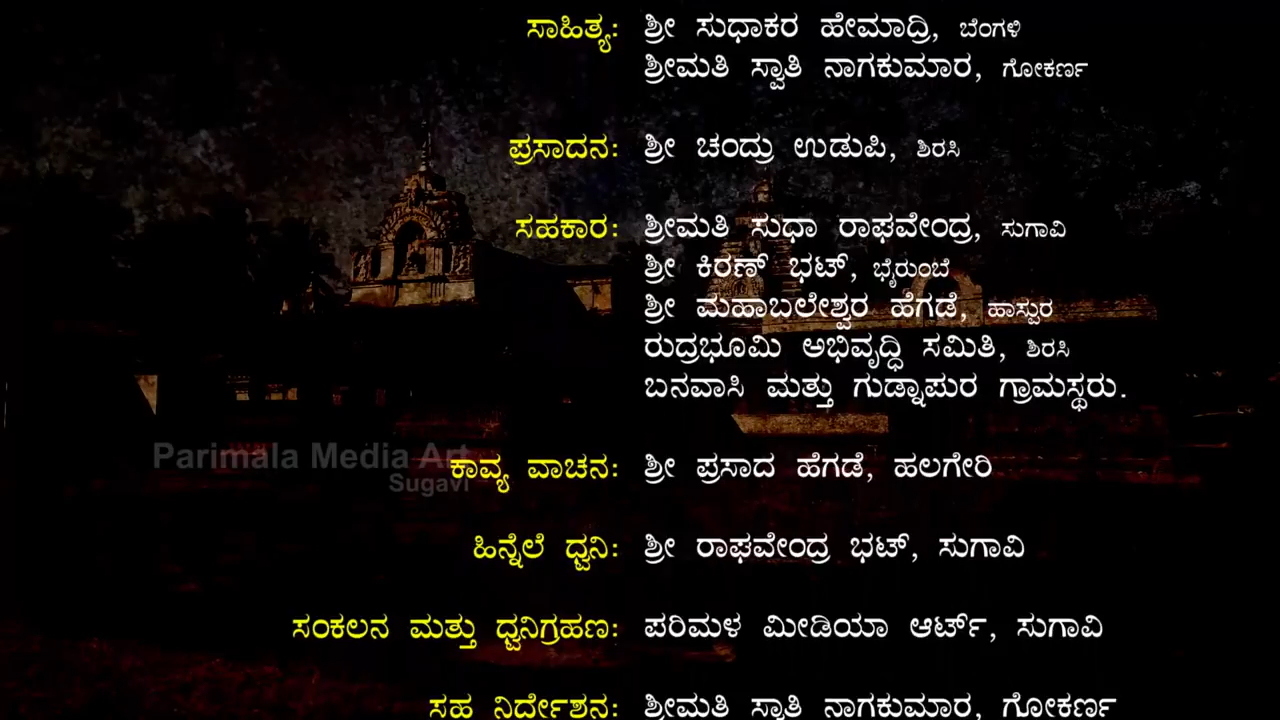 ಸಾಹಿತ್ಯ: ಶ್ರೀ ಸುಧಾಕರ ಹೇಮಾದ್ರಿ, ಬೆಂಗಳಿ
ಶ್ರೀಮತಿ ಸ್ವಾತಿ ನಾಗಕುಮಾರ, ಗೋಕರ್ಣ
ಪ್ರಸಾದನ: ಶ್ರೀ ಚಂದ್ರು ಉಡುಪಿ, ಶಿರಸಿ
ಸಹಕಾರ: ಶ್ರೀಮತಿ ಸುಧಾ ರಾಘವೇಂದ್ರ, ಸುಗಾವಿ
ಶ್ರೀ ಕಿರಣ್ ಭಟ್, ಭೈರುಂಬೆ
ಶ್ರೀ ಮಹಾಬಲೇಶ್ವರ ಹೆಗಡೆ, ಹಾಸ್ಪುರ
ರುದ್ರಭೂಮಿ ಅಭಿವೃದ್ಧಿ ಸಮಿತಿ, ಶಿರಸಿ
ಬನವಾಸಿ ಮತ್ತು ಗುಡ್ನಾಪುರ ಗ್ರಾಮಸ್ಥರು.
Parimala Media Art
Sugavi
ಕಾವ್ಯ ವಾಚನ: ಶ್ರೀ ಪ್ರಸಾದ ಹೆಗಡೆ, ಹಲಗೇರಿ
ಹಿನ್ನೆಲೆ ಧ್ವನಿ: ಶ್ರೀ ರಾಘವೇಂದ್ರ ಭಟ್, ಸುಗಾವಿ
ಸಂಕಲನ ಮತ್ತು ಧ್ವನಿಗ್ರಹಣ: ಪರಿಮಳ ಮೀಡಿಯಾ ಆರ್ಟ್, ಸುಗಾವಿ
ಸಹ ನಿರ್ದೇಶನ: ಶ್ರೀಮತಿ ಸ್ವಾತಿ ನಾಗಕುಮಾರ, ಗೋಕರ್ಣ